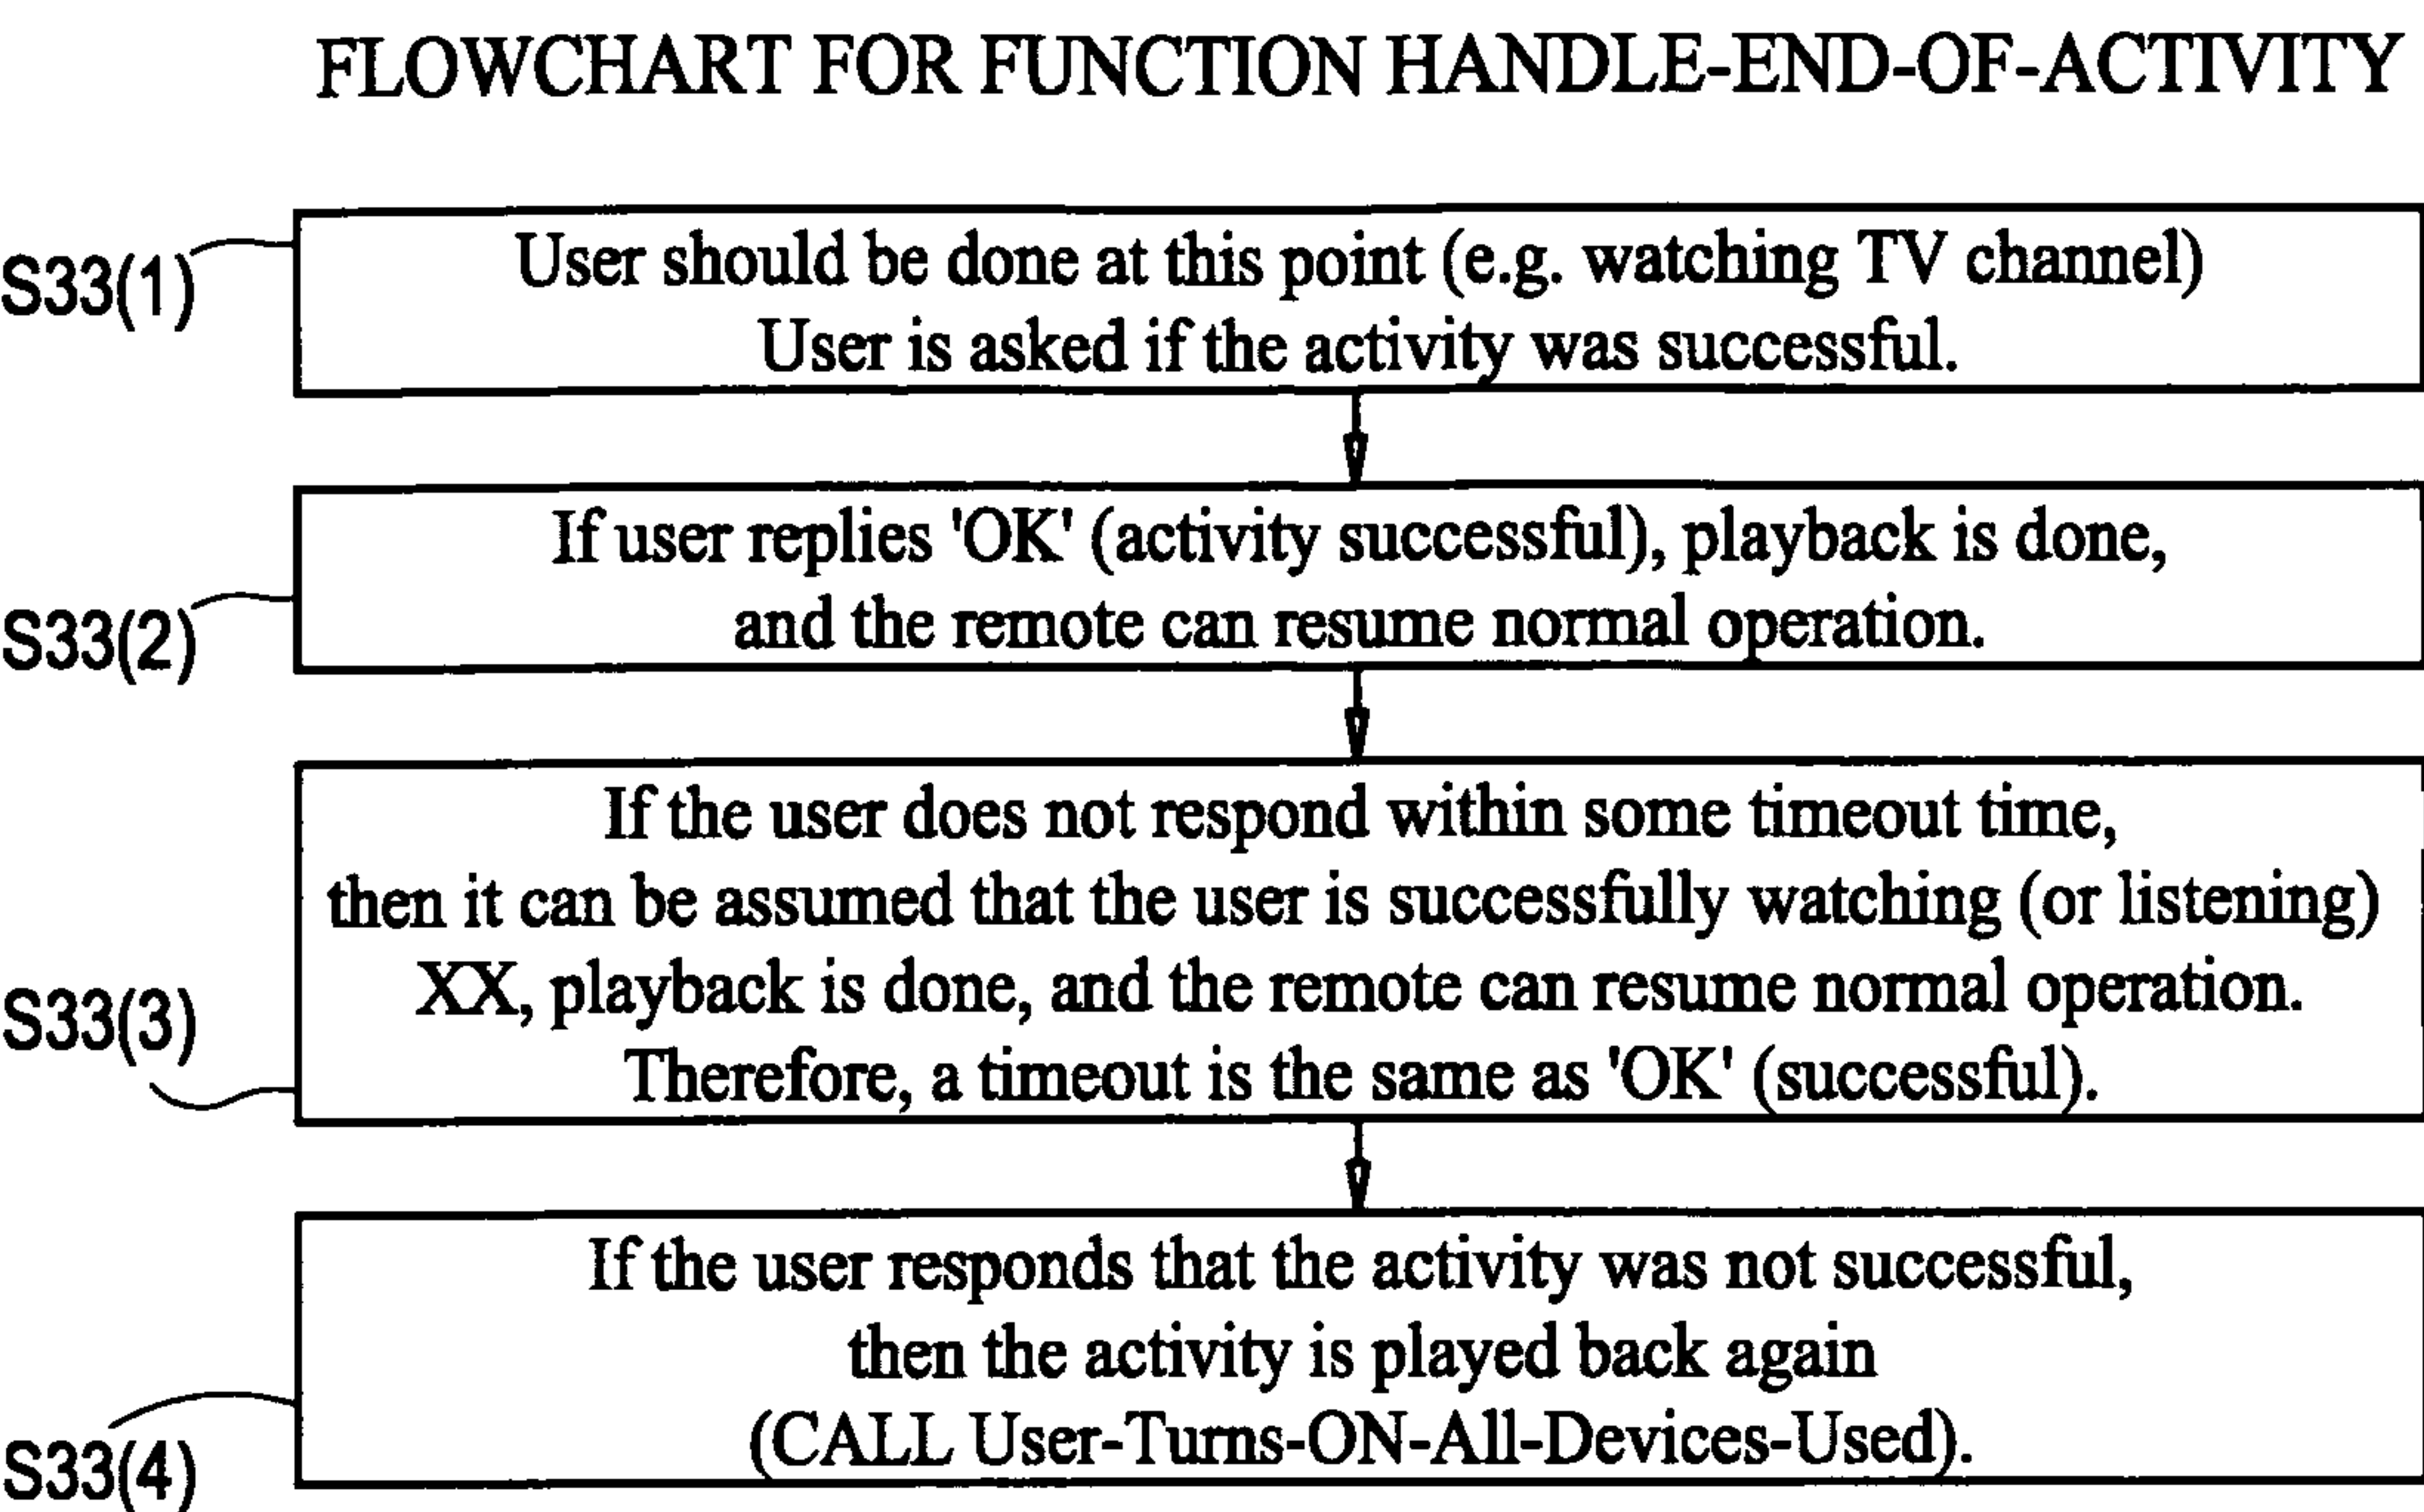 FLOWCHART FOR FUNCTION HANDLE-END-OF-ACTIVITY
S33(1)
User should be done at this point (e.g. watching TV channel)
User is asked if the activity was successful.
S33(2)
If user replies 'OK' (activity successful), playback is done,
and the remote can resume normal operation.
S33(3)
If the user does not respond within some timeout time,
then it can be assumed that the user is successfully watching (or listening)
XX, playback is done, and the remote can resume normal operation.
Therefore, a timeout is the same as 'OK' (successful).
S33(4)
If the user responds that the activity was not successful,
then the activity is played back again
(CALL User-Turns-ON-All-Devices-Used).